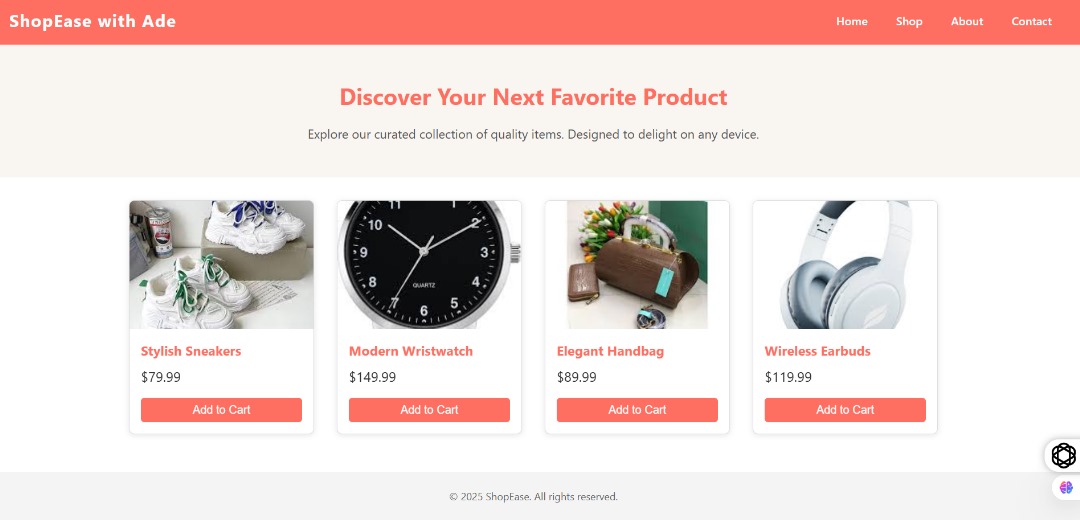 ShopEase with Ade
Home Shop About Contact
Discover Your Next Favorite Product
Explore our curated collection of quality items. Designed to delight on any device.
11
10
2
9
3
8
4
7
5
6
QUARTZ
Stylish Sneakers
Modern Wristwatch
Elegant Handbag
Wireless Earbuds
$79.99
$149.99
$89.99
$119.99
Add to Cart
Add to Cart
Add to Cart
Add to Cart
© 2025 ShopEase. All rights reserved.